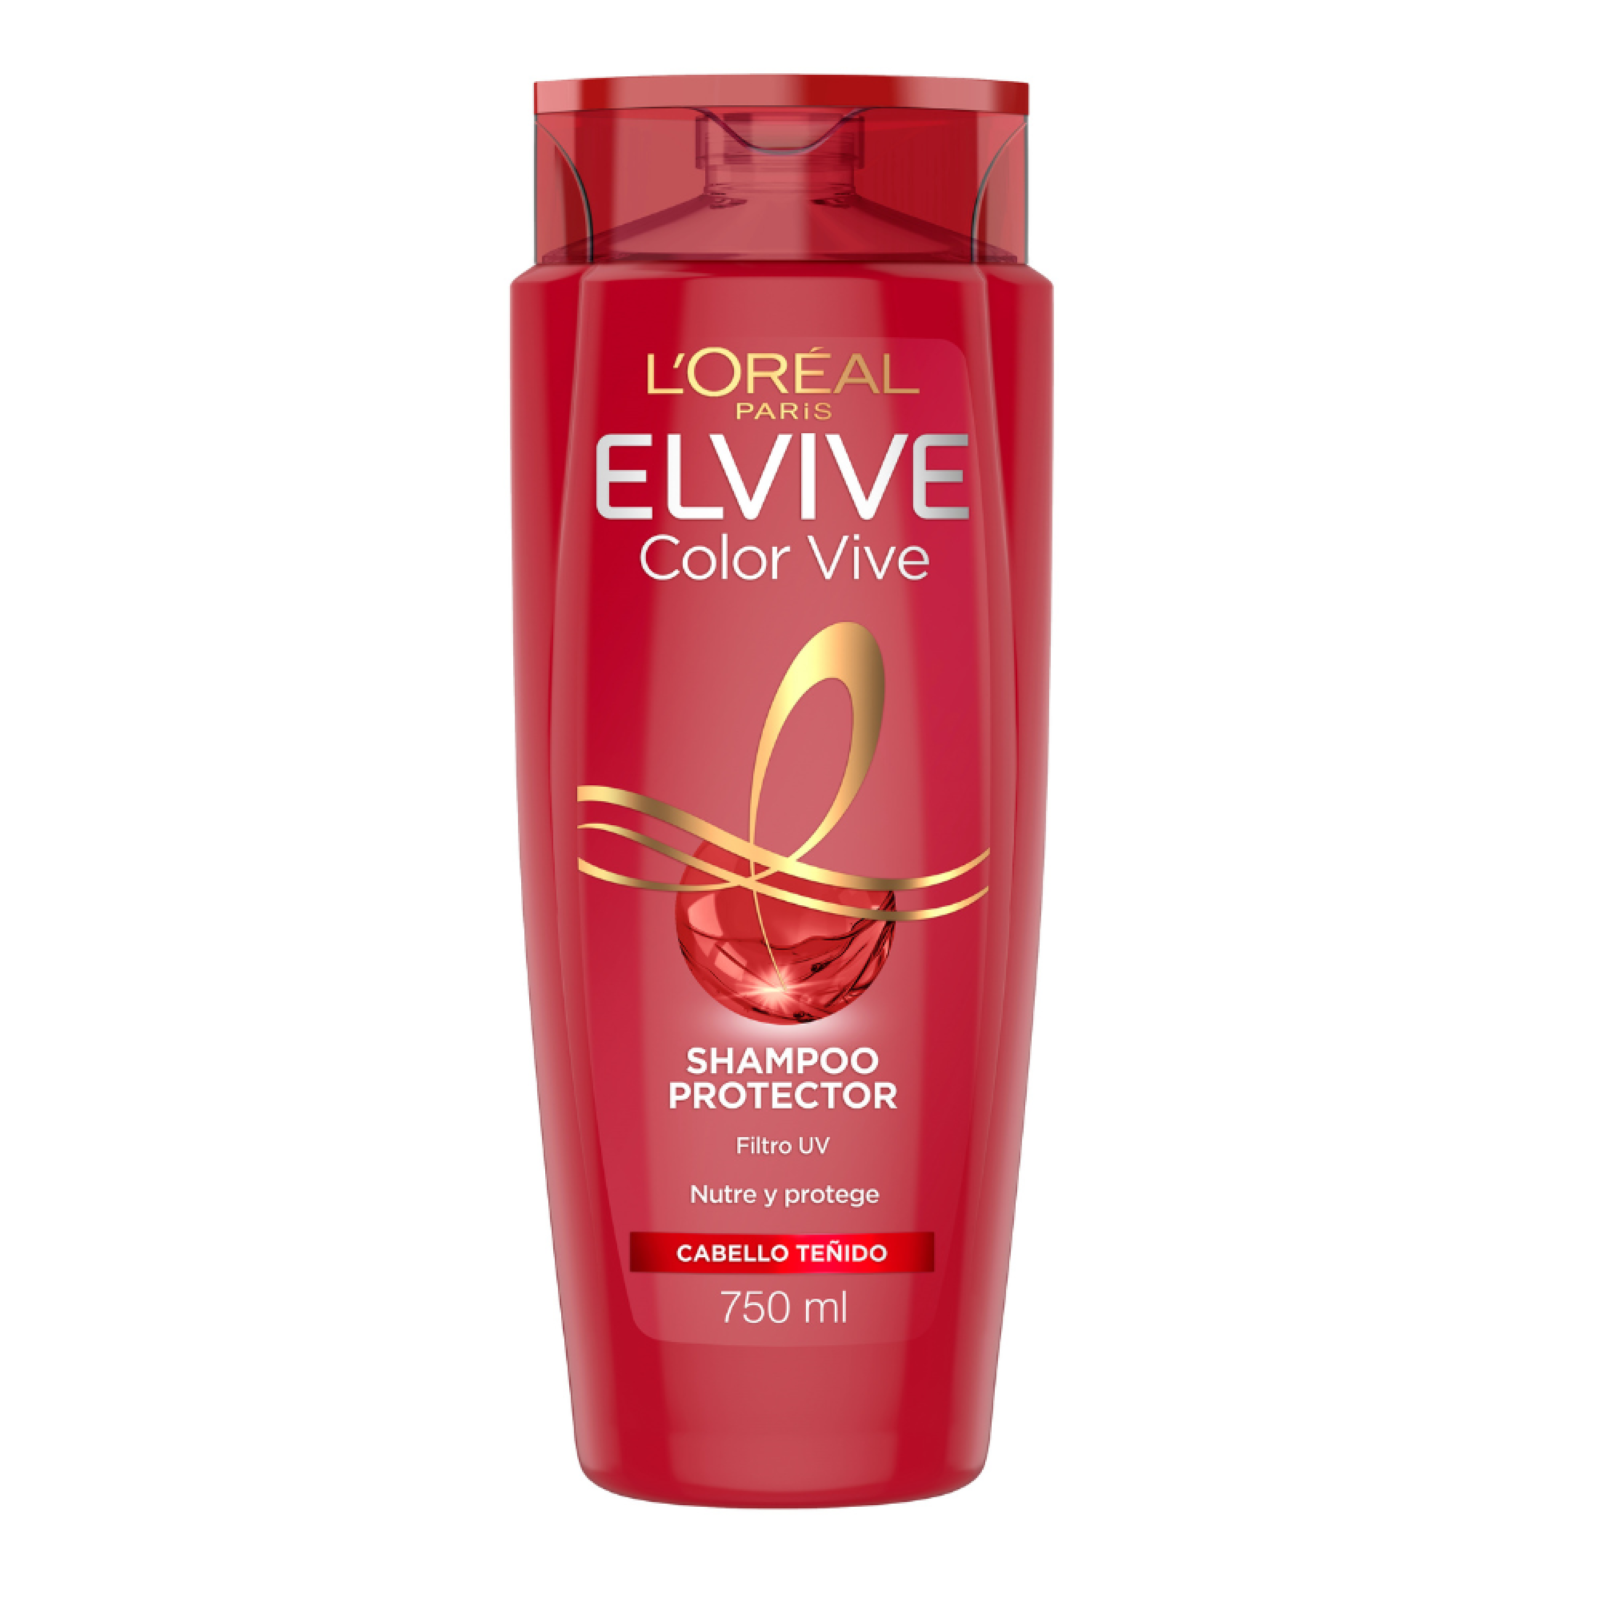 L'ORÉAL
PARiS
ELVIVE
Color Vive
SHAMPOO
PROTECTOR
Filtro UV
Nutre y protege
CABELLO TEÑIDO
750 ml